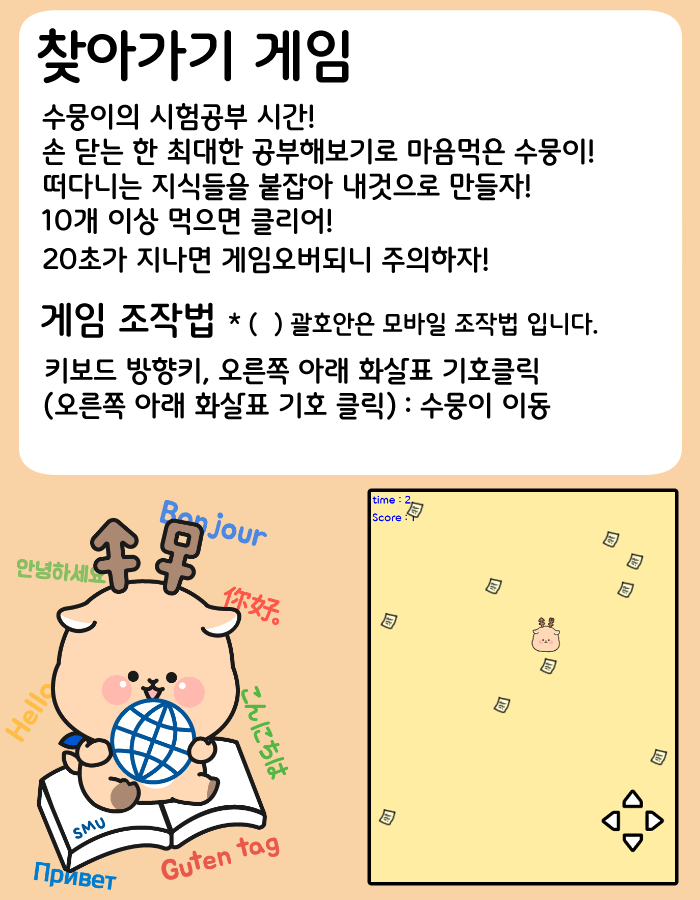 찾아가기 게임
수뭉이의 시험공부 시간!
손 닫는 한 최대한 공부해보기로 마음먹은 수뭉이!
떠다니는 지식들을 붙잡아 내것으로 만들자!
10개 이상 먹으면 클리어!
20초가 지나면 게임오버되니 주의하자!
게임 조작법 * ( ) 괄호안은 모바일 조작법 입니다.
키보드 방향키, 오른쪽 아래 화살표 기호클릭
(오른쪽 아래 화살표 기호 클릭) : 수뭉이 이동
Bonjour
안녕하세요
你好。
Hello
こんにちは
SMU
Guten tag
Привет
time : 2
Score : 1